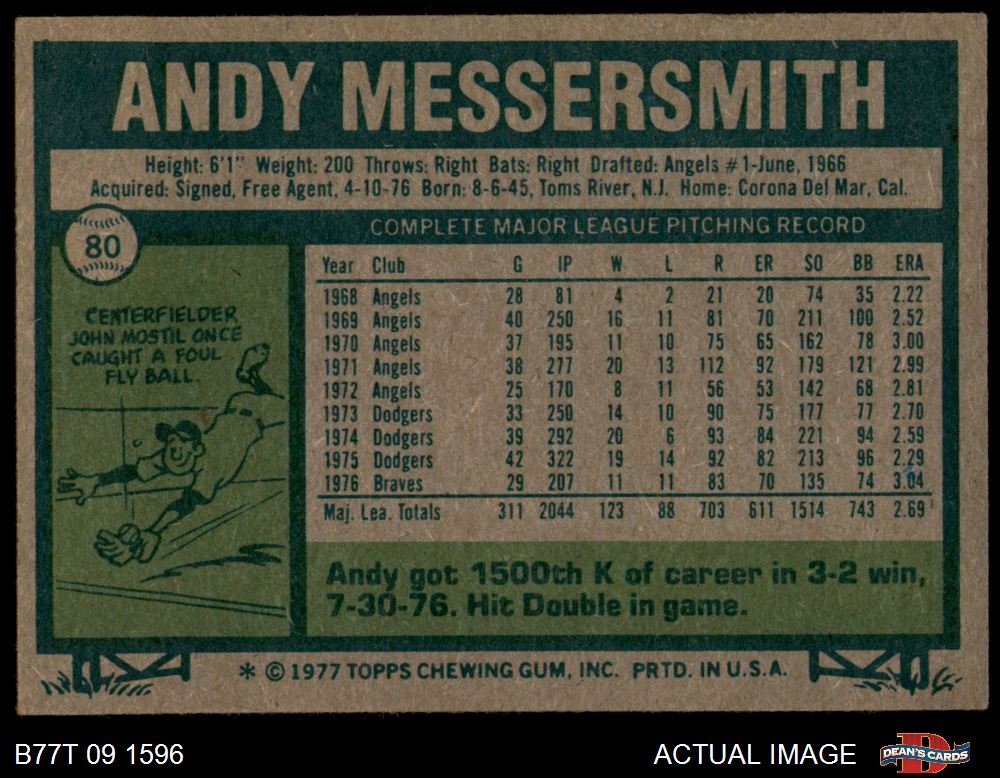 ANDY MESSERSMITH
Height: 6'1" Weight: 200 Throws: Right Bats: Right Drafted: Angels #1-June, 1966
Acquired: Signed, Free Agent, 4-10-76 Born: 8-6-45, Toms River, N.J. Home: Corona Del Mar, Cal.
80
CENTERFIELDER
JOHN MOSTIL ONCE
CAUGHT A FOUL
FLY BALL.
COMPLETE MAJOR LEAGUE PITCHING RECORD
Year Club G IP W L R ER SO BB ERA
1968 Angels 28 81 4 2 21 20 74 35 2.22
1969 Angels 40 250 16 11 81 70 211 100 2.52
1970 Angels 37 195 11 10 75 65 162 78 3.00
1971 Angels 38 277 20 13 112 92 179 121 2.99
1972 Angels 25 170 8 11 56 53 142 68 2.81
1973 Dodgers 33 250 14 10 90 75 177 77 2.70
1974 Dodgers 39 292 20 6 93 84 221 94 2.59
1975 Dodgers 42 322 19 14 92 82 213 96 2.29
1976 Braves 29 207 11 11 83 70 135 74 3.04
Maj. Lea. Totals 311 2044 123 88 703 611 1514 743 2.69
Andy got 1500th K of career in 3-2 win,
7-30-76. Hit Double in game.
* © 1977 TOPPS CHEWING GUM, INC. PRTD. IN U.S.A.
B77T 09 1596 ACTUAL IMAGE D DEAN'S CARDS